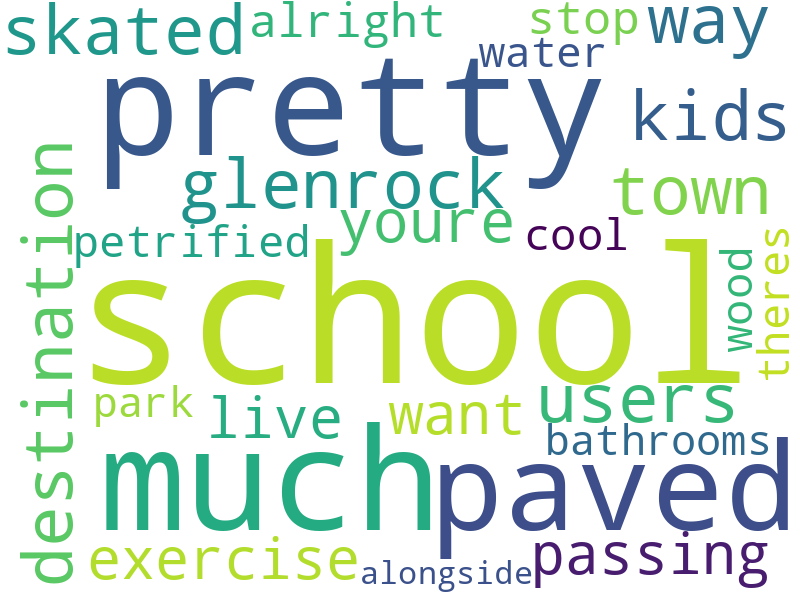 skated
alright
stop
way
water
pretty
kids
glenrock
town
destination
petrified
youre
cool
school
wood
theres
park
live
want
users
much
bathrooms
paved
exercise
alongside
passing